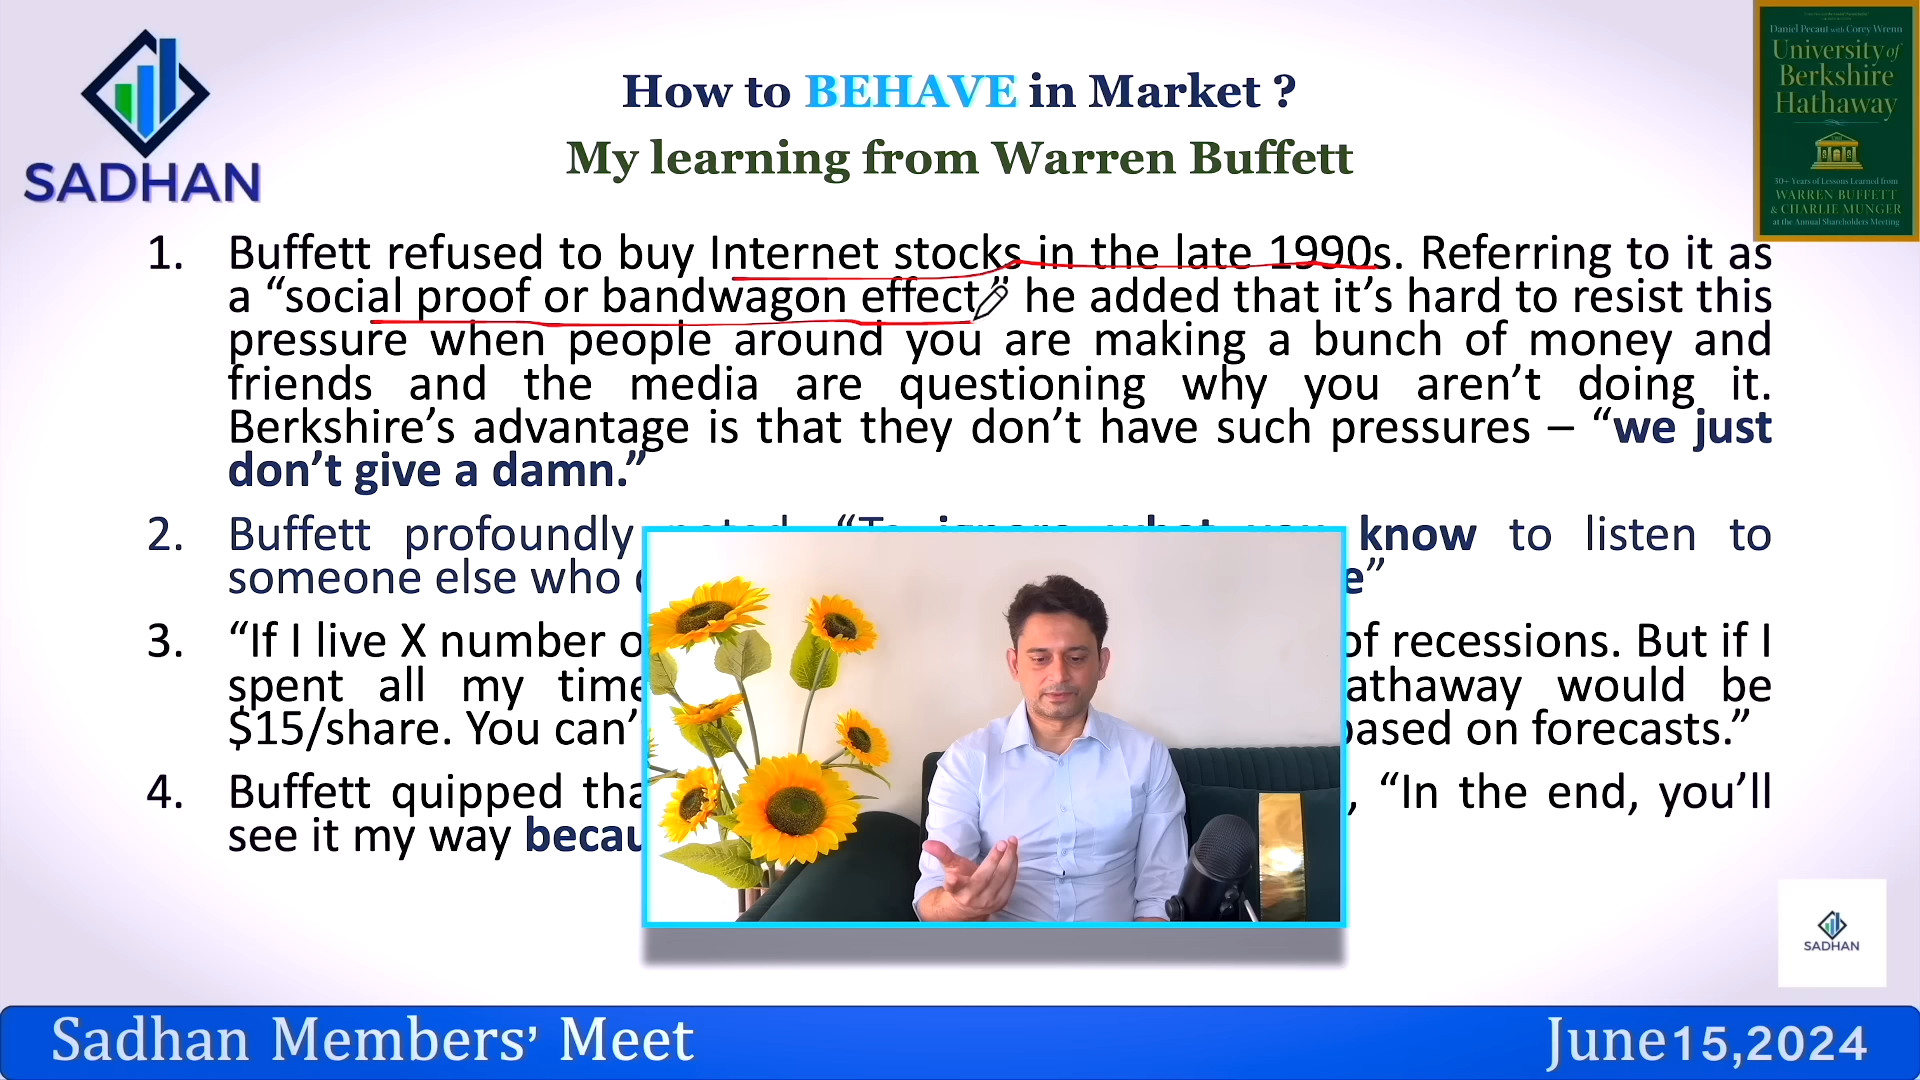 SADHAN
How to BEHAVE in Market ?
My learning from Warren Buffett
Daniel Pecaut with Corey Wrenn
University of
Berkshire
Hathaway
30+ Years of Lessons Learned from
WARREN BUFFETT
& CHARLIE MUNGER
at the Annual Shareholders Meeting
1. Buffett refused to buy Internet stocks in the late 1990s. Referring to it as
a “social proof or bandwagon effect,” he added that it’s hard to resist this
pressure when people around you are making a bunch of money and
friends and the media are questioning why you aren’t doing it.
Berkshire’s advantage is that they don’t have such pressures – “we just
don’t give a damn.”
2. Buffett profoundly noted, “To ignore what you know to listen to
someone else who
3. “If I live X number of recessions. But if I
spent all my time Hathaway would be
$15/share. You can’ based on forecasts.”
4. Buffett quipped “In the end, you’ll
see it my way
SADHAN
Sadhan Members’ Meet
June15,2024